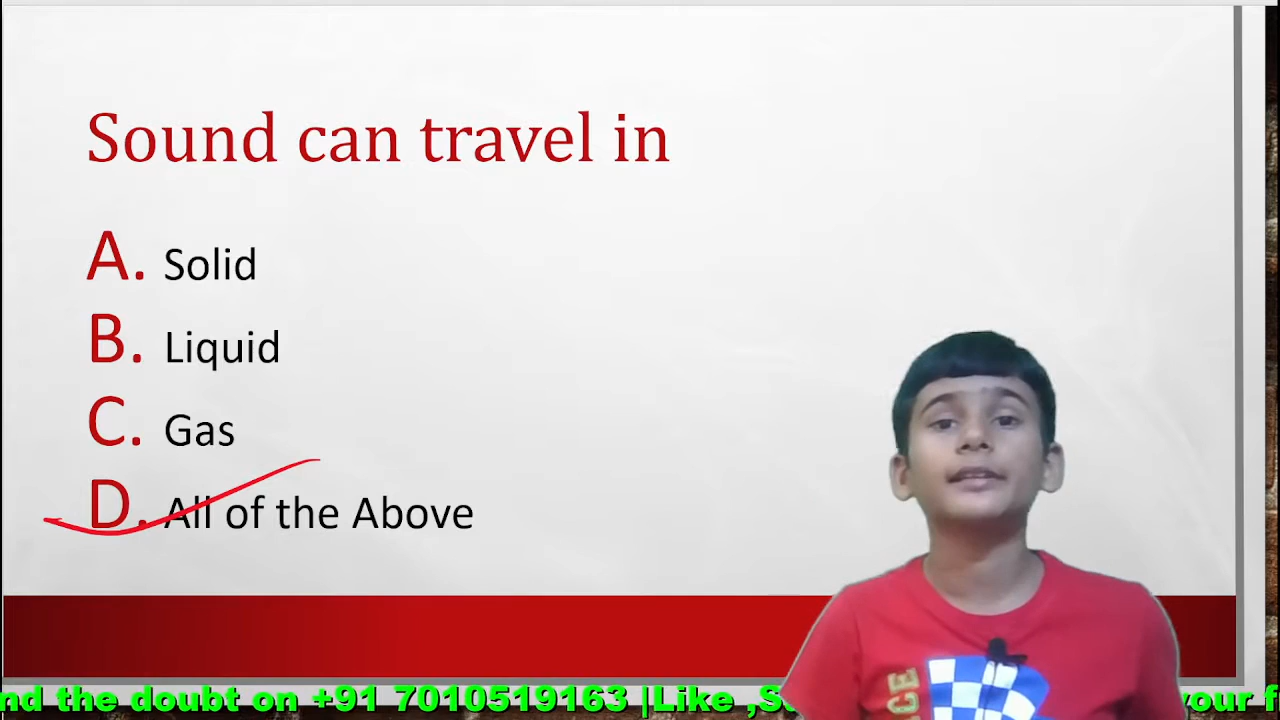 Sound can travel in
A. Solid
B. Liquid
C. Gas
D. All of the Above
ICE
nd the doubt on +91 7010519163 |Like ,S
your f